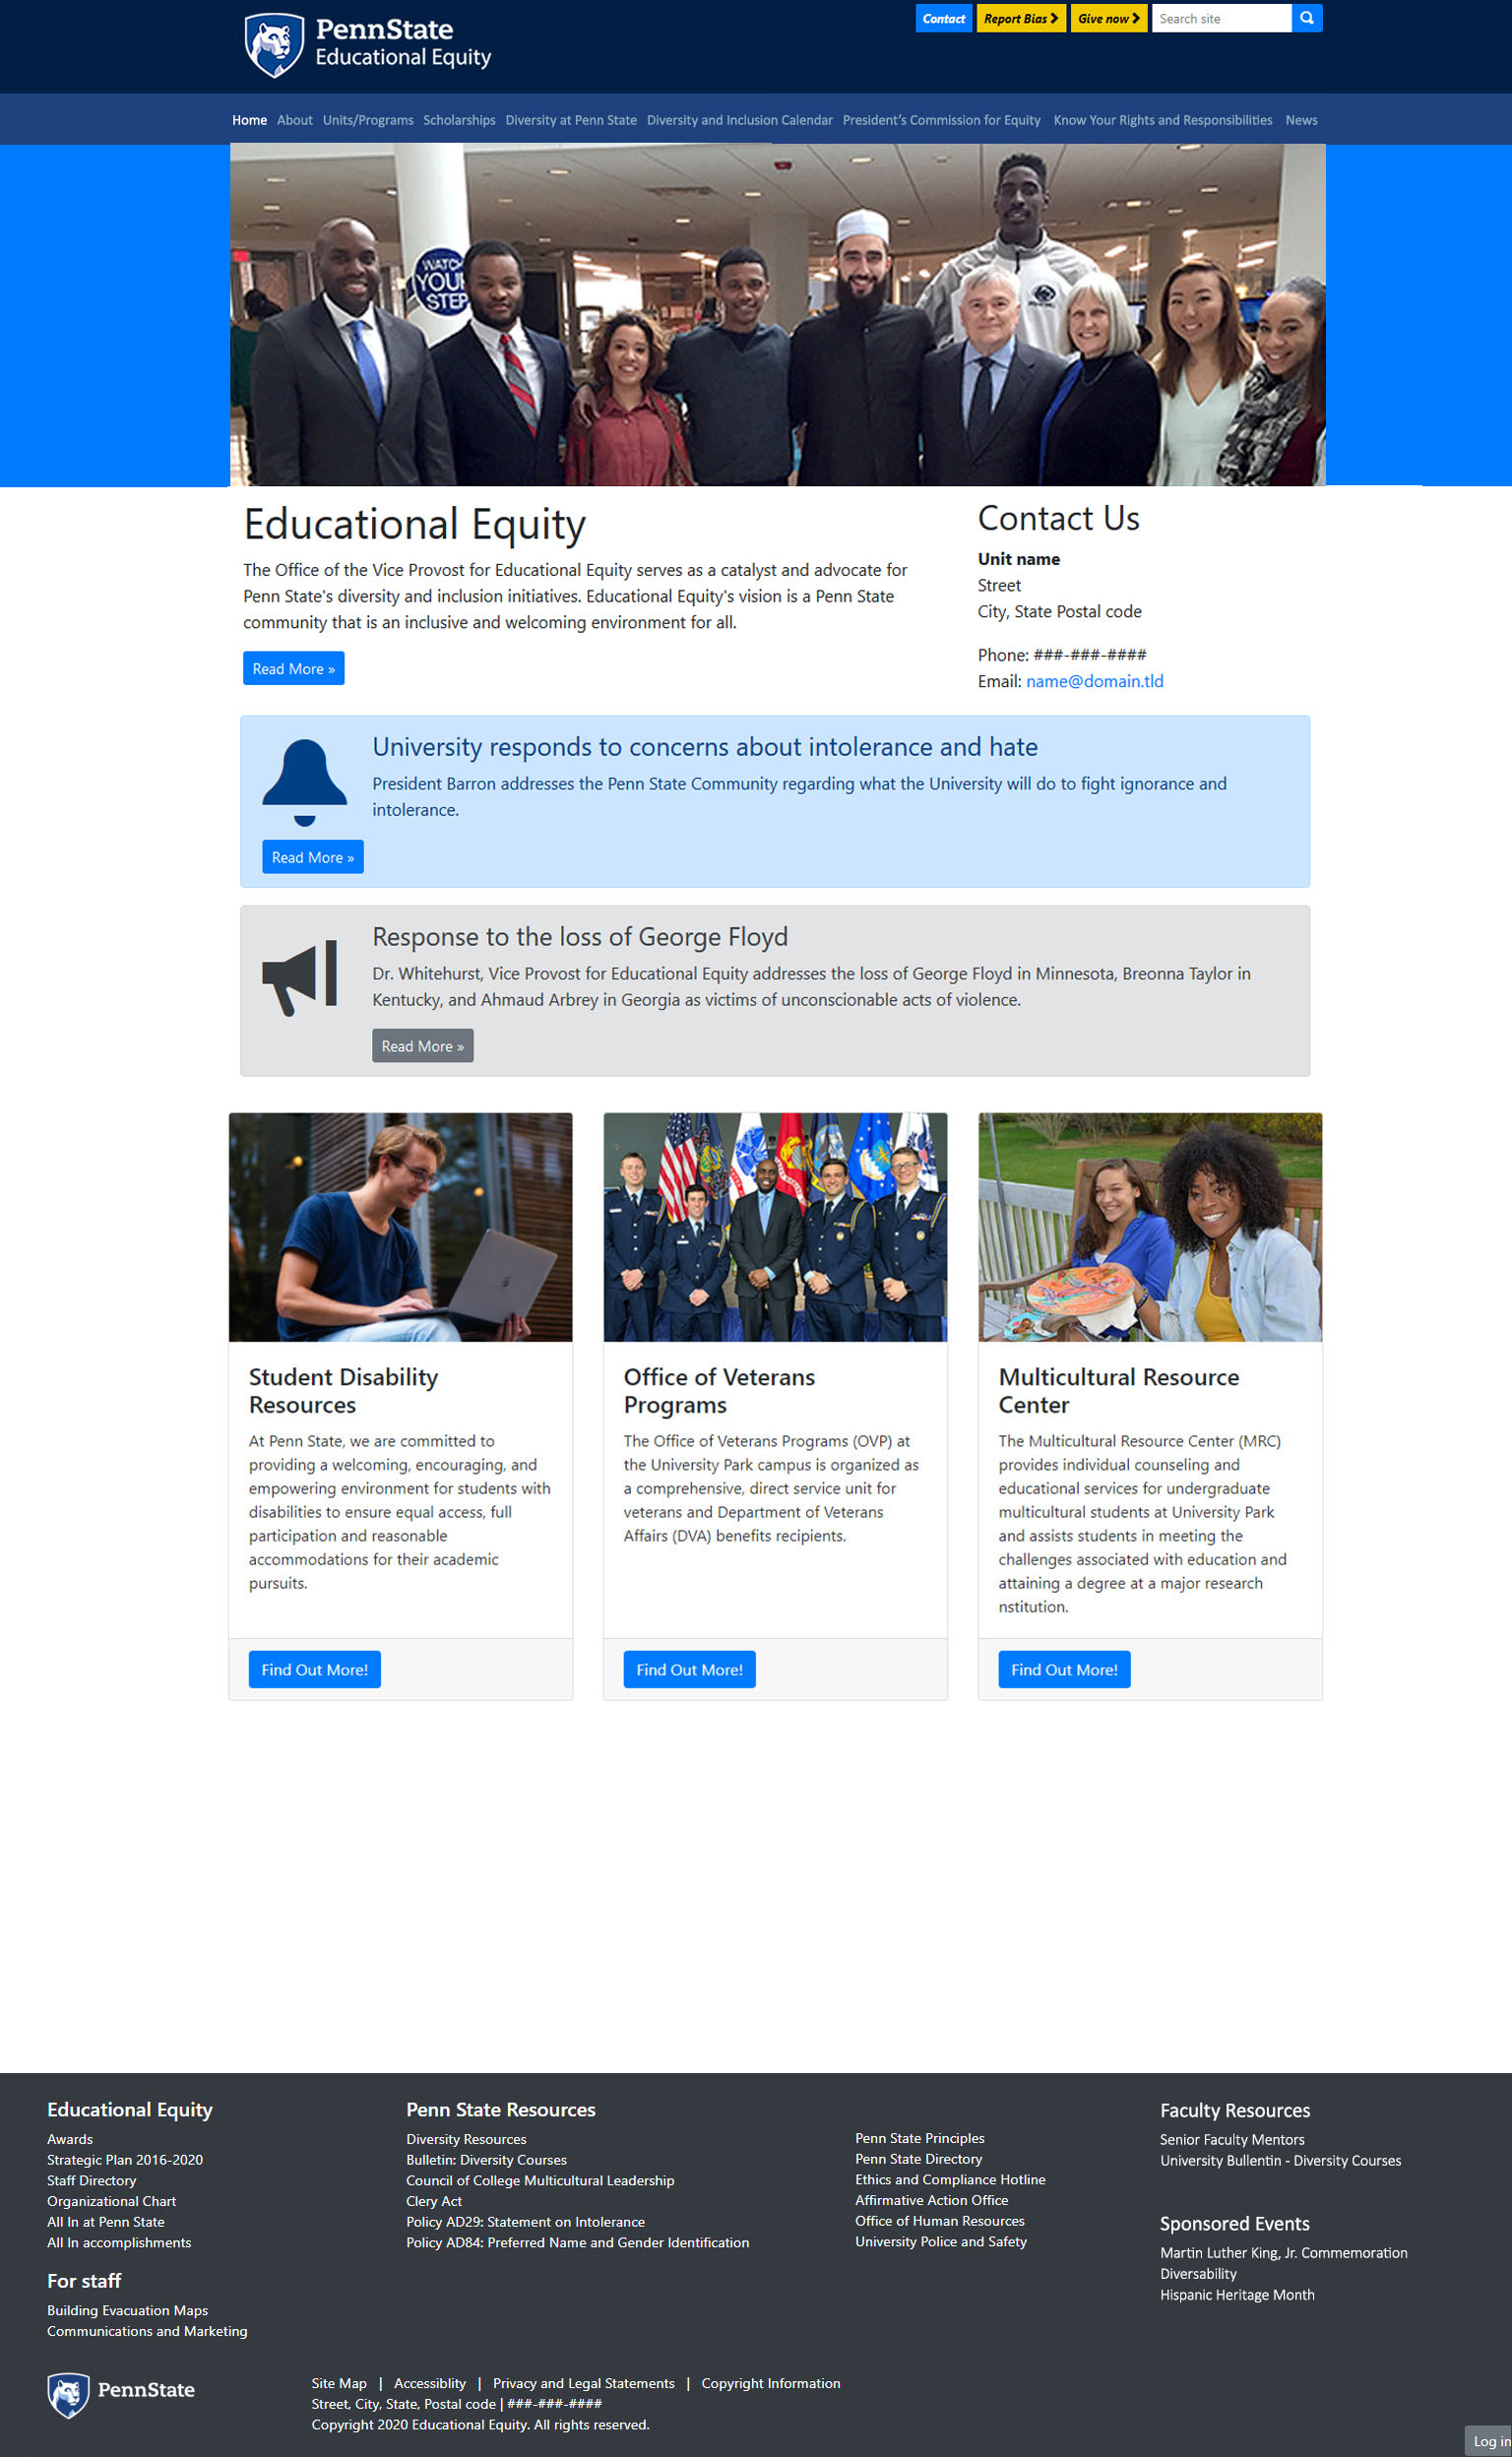 PennState
Educational Equity
Contact
Report Bias
Give now
Search site
Home About Units/Programs Scholarships Diversity at Penn State Diversity and Inclusion Calendar President's Commission for Equity Know Your Rights and Responsibilities News
WATCH
YOUR
STEP
Educational Equity
The Office of the Vice Provost for Educational Equity serves as a catalyst and advocate for
Penn State's diversity and inclusion initiatives. Educational Equity's vision is a Penn State
community that is an inclusive and welcoming environment for all.
Read More »
Contact Us
Unit name
Street
City, State Postal code
Phone: ###-###-####
Email: name@domain.tld
University responds to concerns about intolerance and hate
President Barron addresses the Penn State Community regarding what the University will do to fight ignorance and
intolerance.
Read More »
Response to the loss of George Floyd
Dr. Whitehurst, Vice Provost for Educational Equity addresses the loss of George Floyd in Minnesota, Breonna Taylor in
Kentucky, and Ahmaud Arbrey in Georgia as victims of unconscionable acts of violence.
Read More »
Student Disability
Resources
At Penn State, we are committed to
providing a welcoming, encouraging, and
empowering environment for students with
disabilities to ensure equal access, full
participation and reasonable
accommodations for their academic
pursuits.
Find Out More!
Office of Veterans
Programs
The Office of Veterans Programs (OVP) at
the University Park campus is organized as
a comprehensive, direct service unit for
veterans and Department of Veterans
Affairs (DVA) benefits recipients.
Find Out More!
Multicultural Resource
Center
The Multicultural Resource Center (MRC)
provides individual counseling and
educational services for undergraduate
multicultural students at University Park
and assists students in meeting the
challenges associated with education and
attaining a degree at a major research
nstitution.
Find Out More!
Educational Equity
Awards
Strategic Plan 2016-2020
Staff Directory
Organizational Chart
All In at Penn State
All In accomplishments
For staff
Building Evacuation Maps
Communications and Marketing
Penn State Resources
Diversity Resources
Bulletin: Diversity Courses
Council of College Multicultural Leadership
Clery Act
Policy AD29: Statement on Intolerance
Policy AD84: Preferred Name and Gender Identification
Penn State Principles
Penn State Directory
Ethics and Compliance Hotline
Affirmative Action Office
Office of Human Resources
University Police and Safety
Faculty Resources
Senior Faculty Mentors
University Bullentin - Diversity Courses
Sponsored Events
Martin Luther King, Jr. Commemoration
Diversability
Hispanic Heritage Month
PennState
Site Map | Accessiblity | Privacy and Legal Statements | Copyright Information
Street, City, State, Postal code | ###-###-####
Copyright 2020 Educational Equity. All rights reserved.
Log in